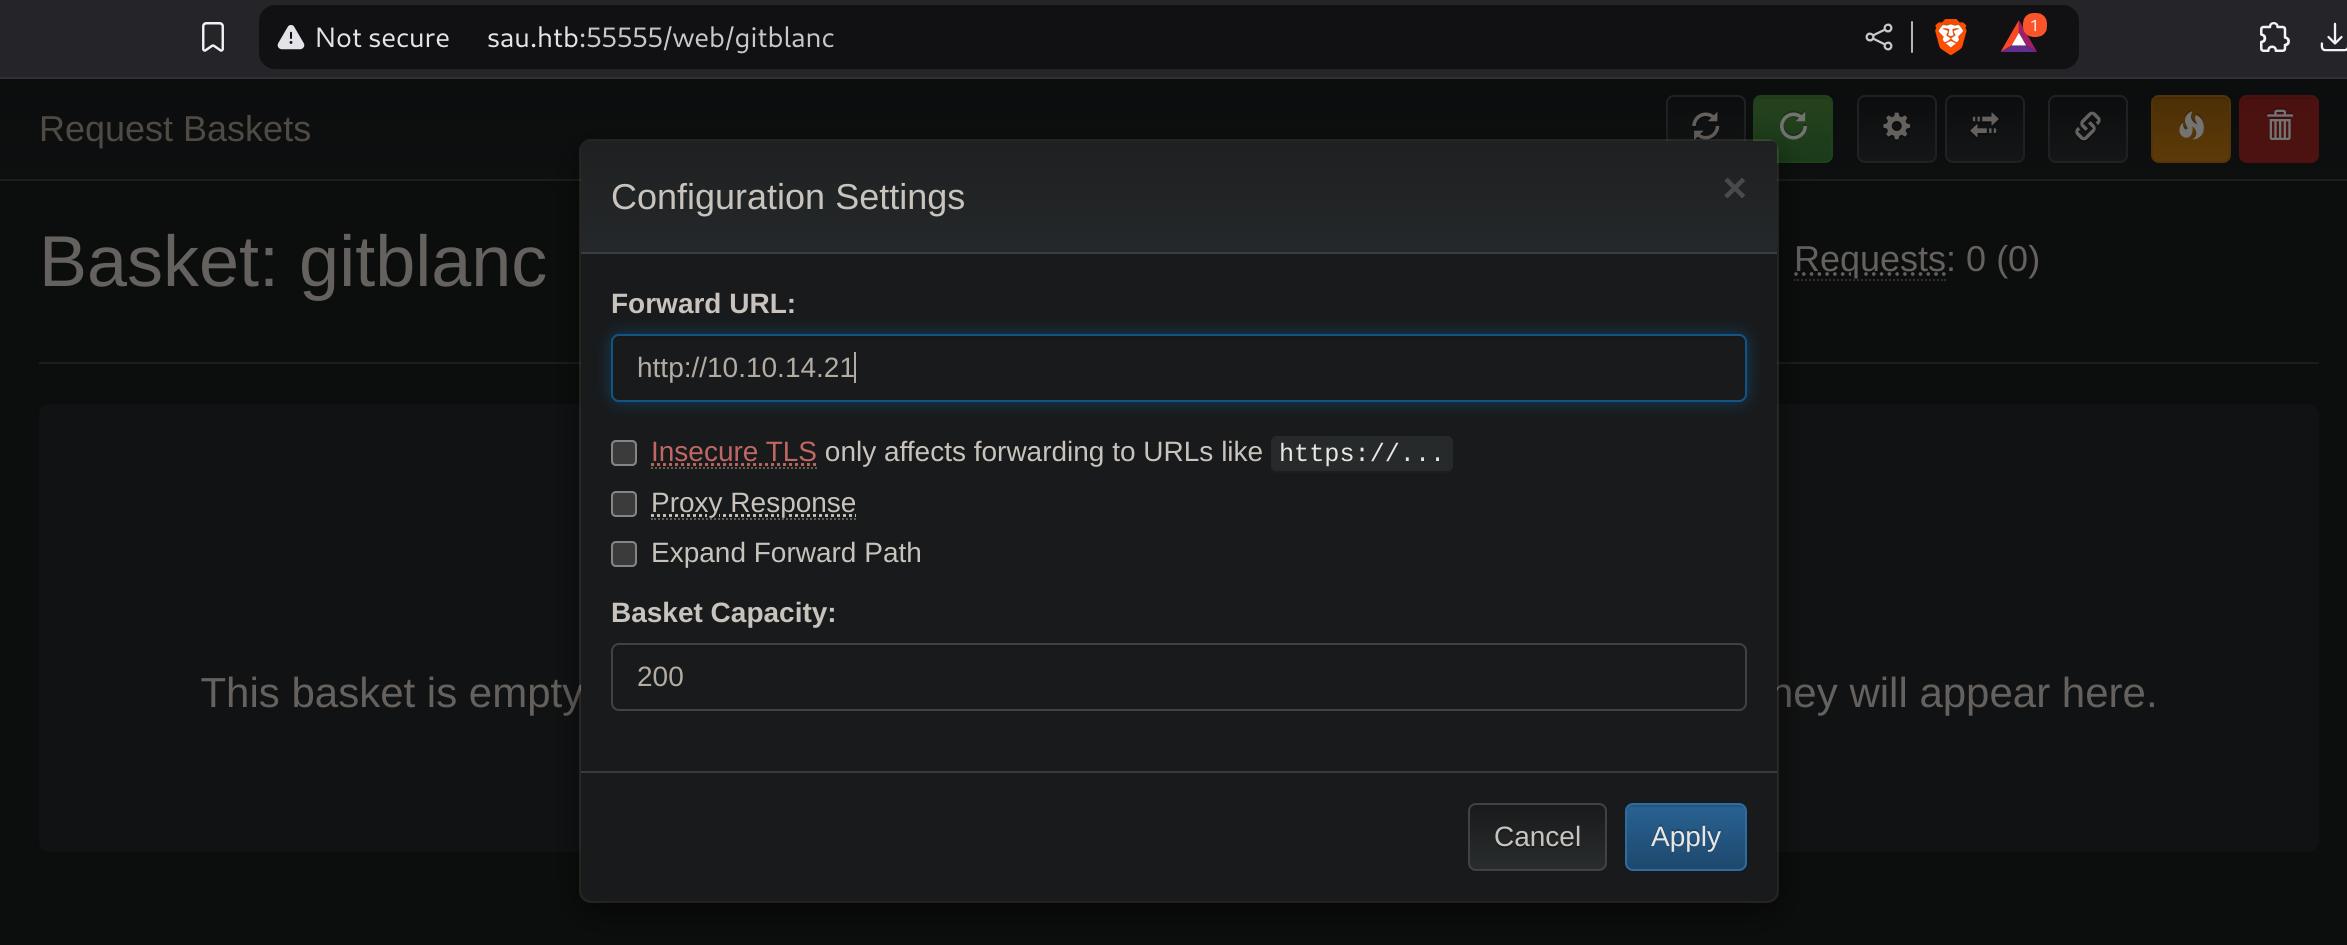 Not secure sau.htb:55555/web/gitblanc
1
Request Baskets
Configuration Settings
×
Basket: gitblanc
Requests: 0 (0)
Forward URL:
http://10.10.14.21
Insecure TLS only affects forwarding to URLs like https://...
Proxy Response
Expand Forward Path
Basket Capacity:
200
This basket is empty
hey will appear here.
Cancel Apply